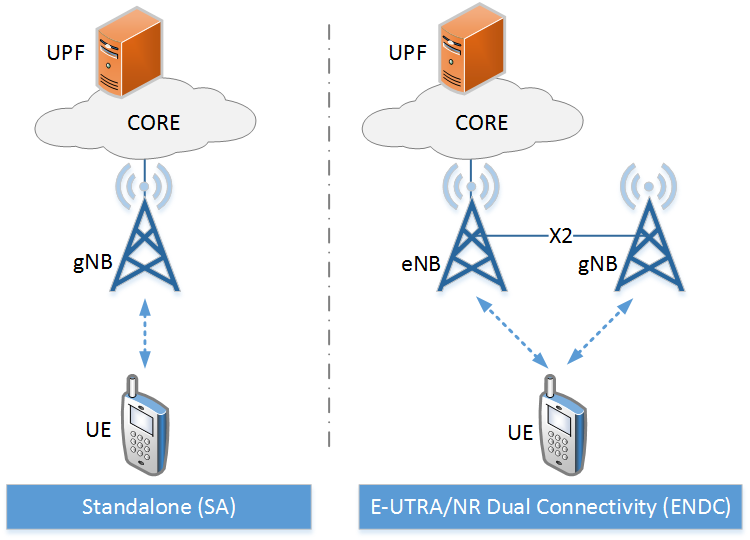 UPF
CORE
gNB
UE
Standalone (SA)
UPF
CORE
eNB
X2
gNB
UE
E-UTRA/NR Dual Connectivity (ENDC)